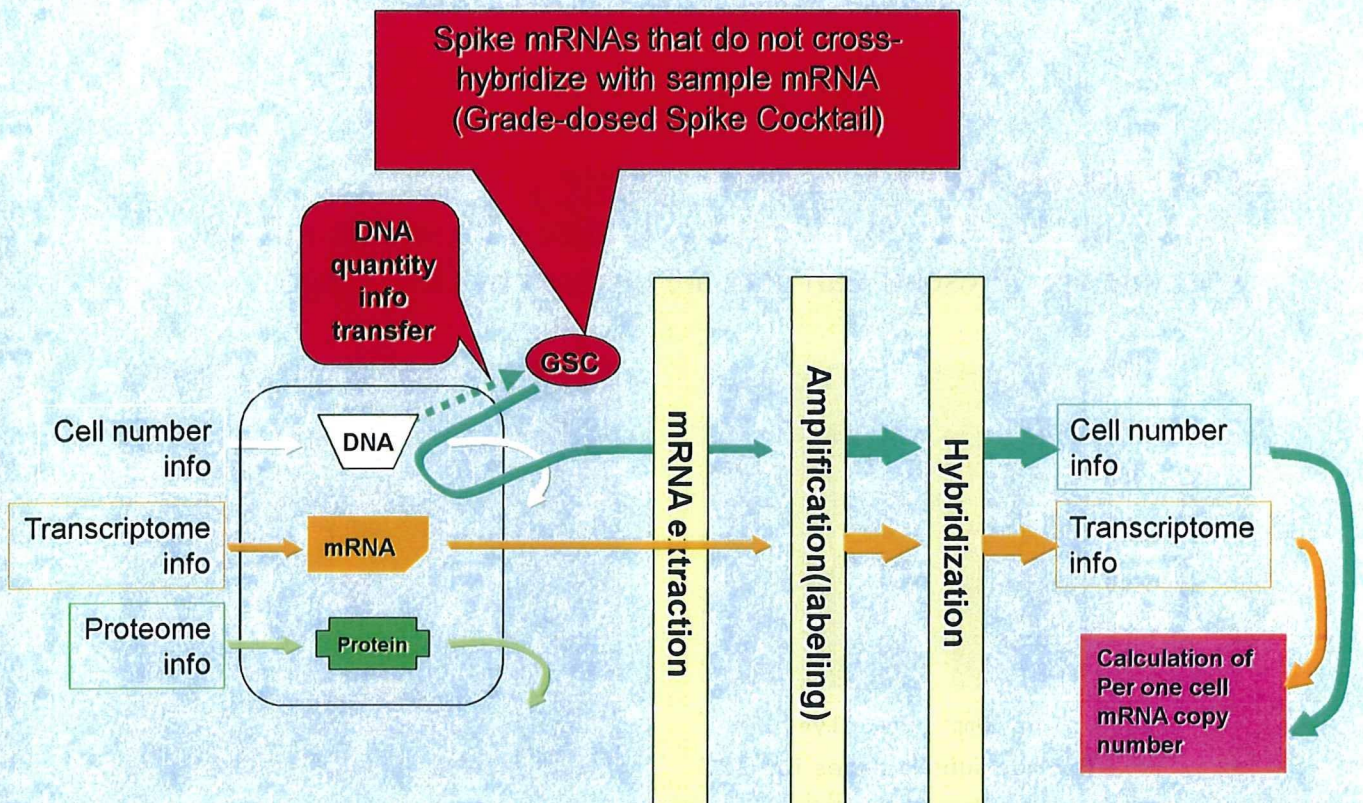 Spike mRNAs that do not cross-
hybridize with sample mRNA
(Grade-dosed Spike Cocktail)
DNA
quantity
info
transfer
GSC
Cell number
info
DNA
Transcriptome
info
mRNA
Proteome
info
Protein
mRNA extraction
Amplification(labeling)
Hybridization
Cell number
info
Transcriptome
info
Calculation of
Per one cell
mRNA copy
number